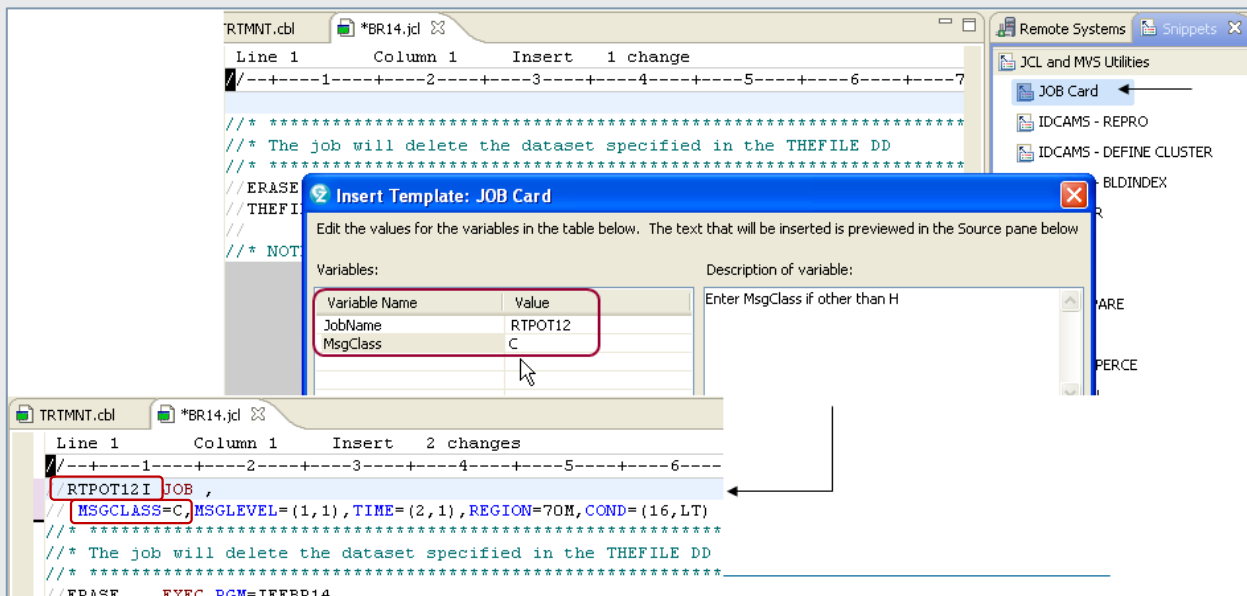 TRTMNT.cbl *BR14.jcl
Line 1 Column 1 Insert 1 change
//--+----1----+----2----+----3----+----4----+----5----+----6----+----7
//* *******************************************************************
//* The job will delete the dataset specified in the THEFILE DD
//* *******************************************************************
//ERASE
//THEFI
//
//* NOT
Remote Systems Snippets
JCL and MVS Utilities
JOB Card
IDCAMS - REPRO
IDCAMS - DEFINE CLUSTER
- BLDINDEX
R
PARE
PERCE
Insert Template: JOB Card
Edit the values for the variables in the table below. The text that will be inserted is previewed in the Source pane below
Variables:
Variable Name Value
JobName RTPOT12
MsgClass C
Description of variable:
Enter MsgClass if other than H
TRTMNT.cbl *BR14.jcl
Line 1 Column 1 Insert 2 changes
//--+----1----+----2----+----3----+----4----+----5----+----6----
//RTPOT12I JOB ,
// MSGCLASS=C,MSGLEVEL=(1,1),TIME=(2,1),REGION=70M,COND=(16,LT)
//* ************************************************************
//* The job will delete the dataset specified in the THEFILE DD
//* ************************************************************
//ERASE EXEC PGM=IEFBR14